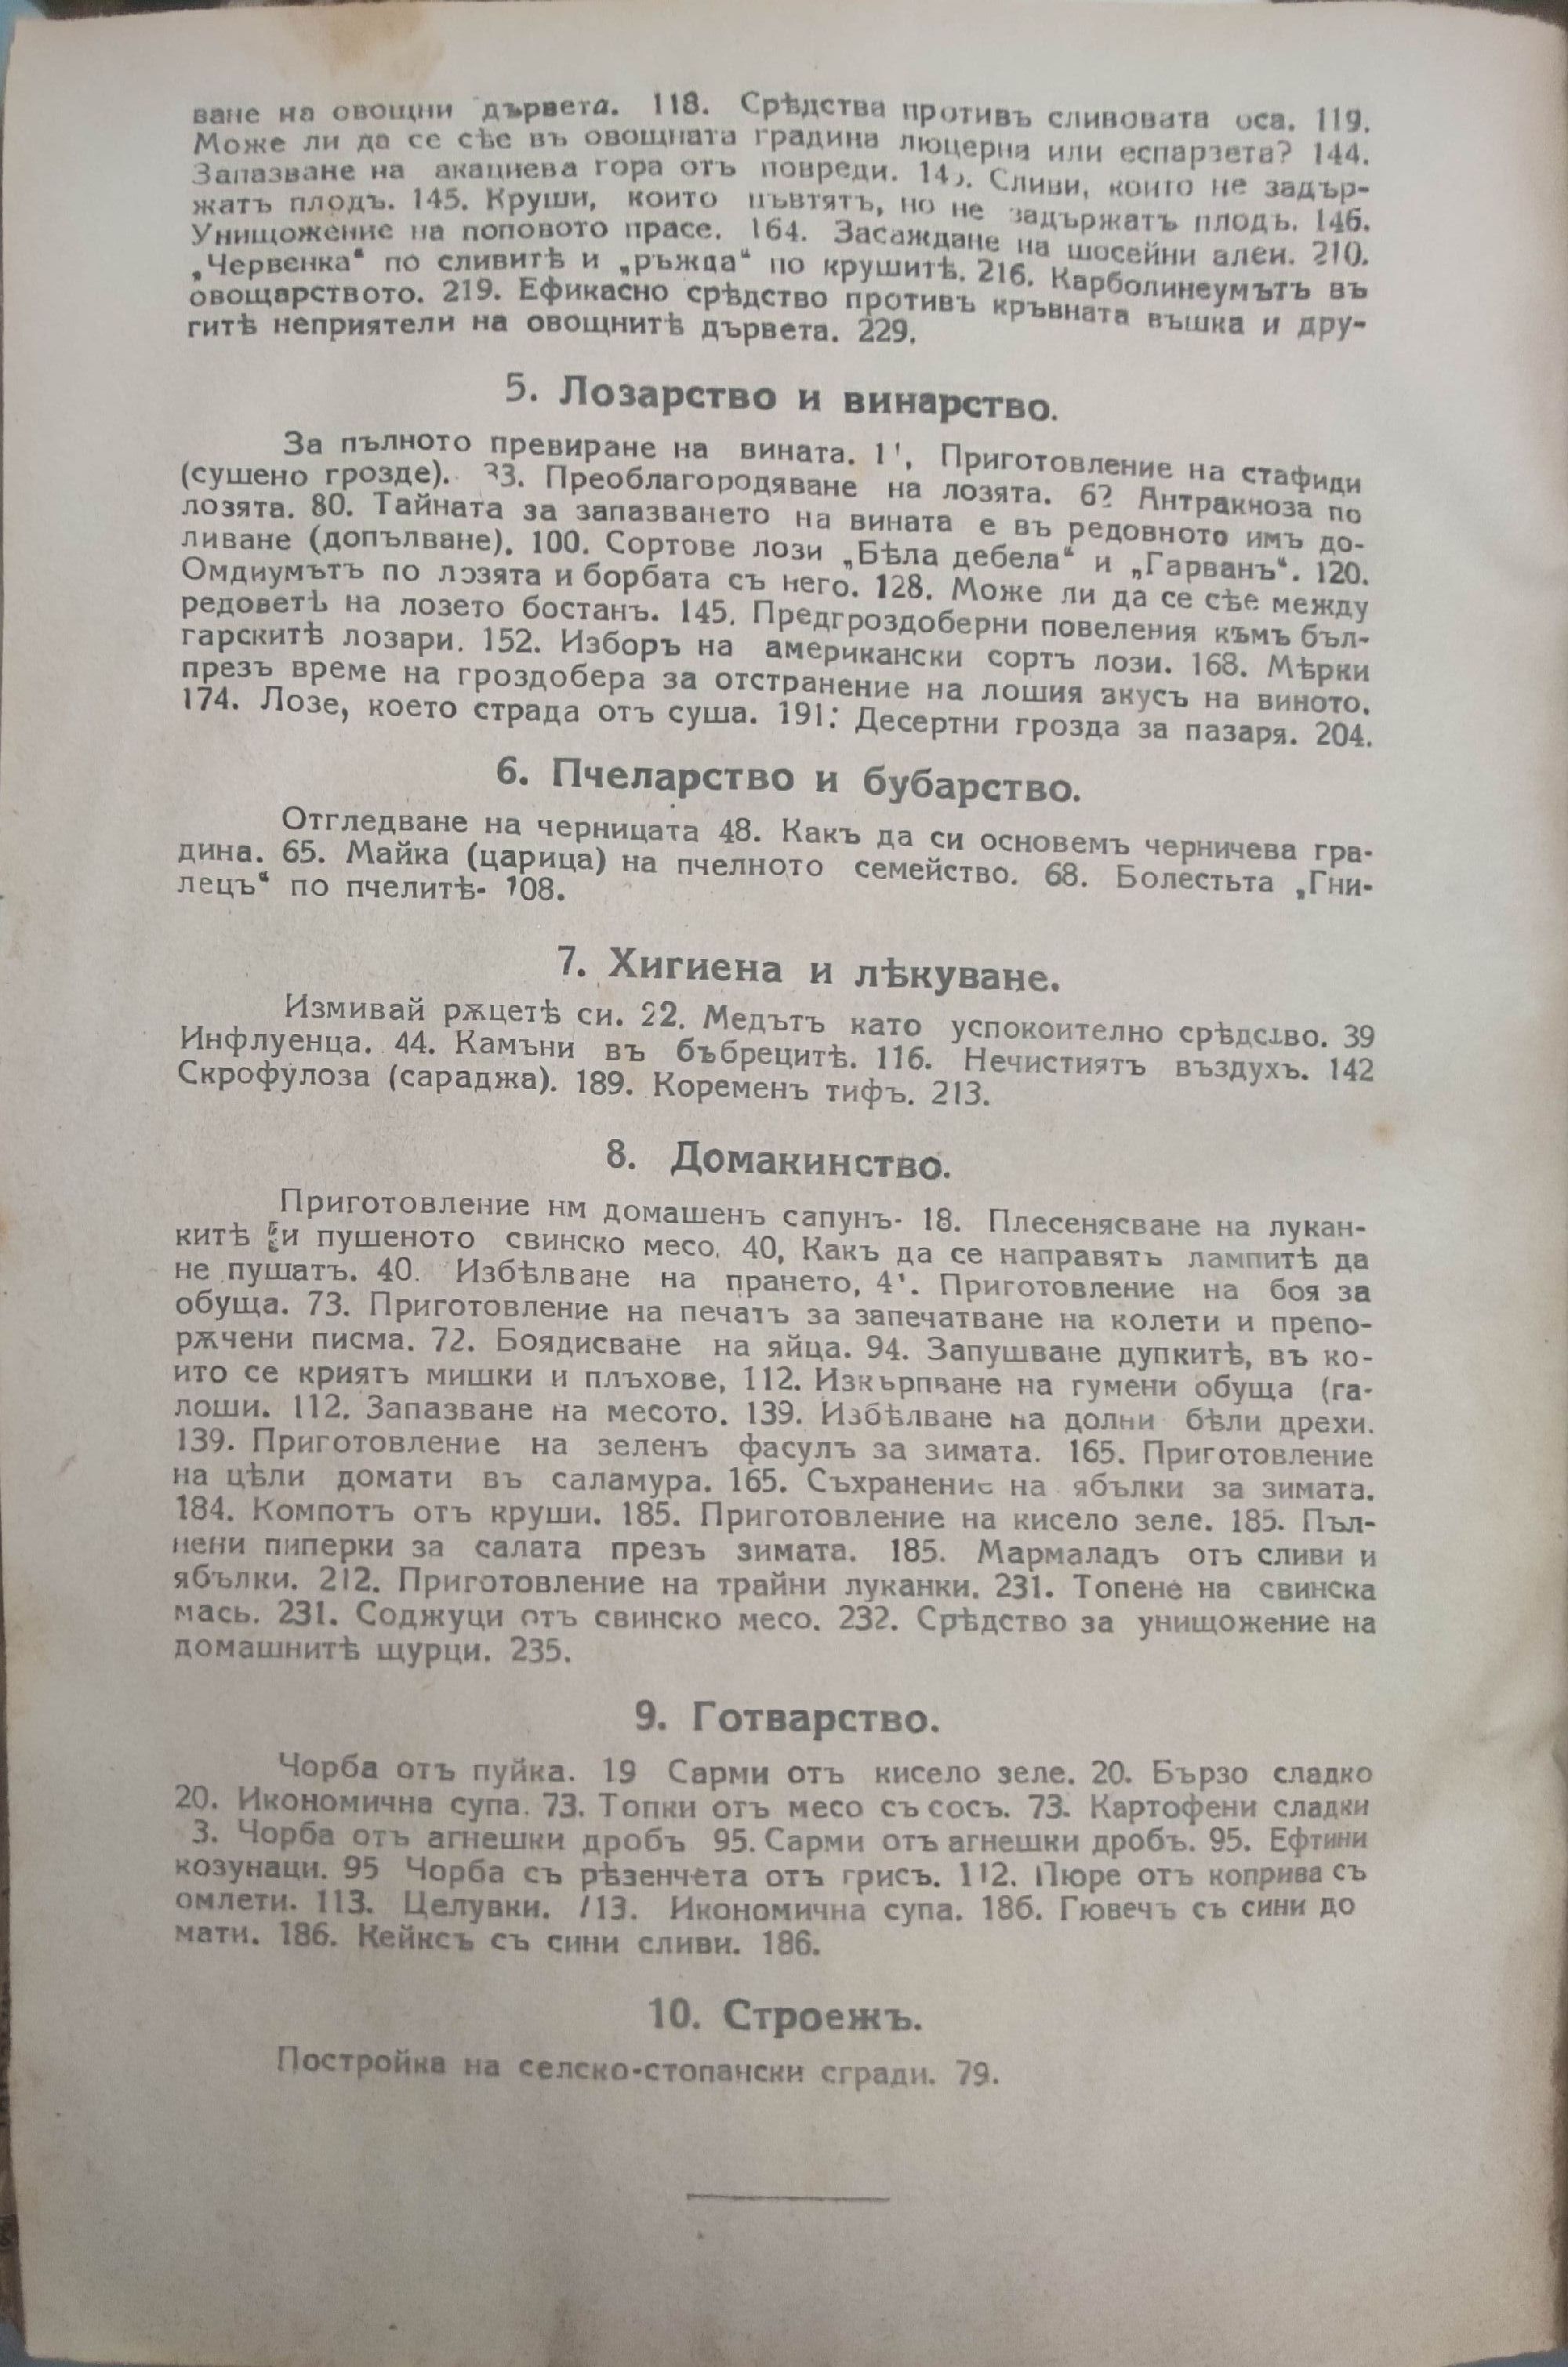 ване на овощни дървета. 118. Срѣдства противъ сливовата оса. 119.
Може ли да се сѣе въ овощната градина люцерна или еспарзета? 144.
Запазване на акациева гора отъ повреди. 145. Сливи, които не задър-
жатъ плодъ. 145. Круши, които цъвтятъ, но не задържатъ плодъ. 146.
Унищожение на поповото прасе. 164. Засаждане на шосейни алеи. 210.
„Червенка“ по сливитѣ и „ръжда“ по крушитѣ. 216. Карболинеумътъ въ
овощарството. 219. Ефикасно срѣдство противъ кръвната въшка и дру-
гитѣ неприятели на овощнитѣ дървета. 229.
5. Лозарство и винарство.
За пълното превиране на вината. Приготовление на стафиди
(сушено грозде). 33. Преоблагородяване на лозята. 62 Антракноза по
лозята. 80. Тайната за запазването на вината е въ редовното имъ до-
ливане (допълване). 100. Сортове лози „Бѣла дебела“ и „Гарванъ“. 120.
Омдиумътъ по лозята и борбата съ него. 128. Може ли да се сѣе между
редоветѣ на лозето бостанъ. 145. Предгроздоберни повеления къмъ бъл-
гарскитѣ лозари. 152. Изборъ на американски сортъ лози. 168. Мѣрки
презъ време на гроздобера за отстранение на лошия вкусъ на виното.
174. Лозе, което страда отъ суша. 191: Десертни грозда за пазаря. 204.
6. Пчеларство и бубарство.
Отгледване на черницата 48. Какъ да си основемъ черничева гра-
дина. 65. Майка (царица) на пчелното семейство. 68. Болестьта „Гни-
лецъ“ по пчелитѣ- 108.
7. Хигиена и лѣкуване.
Измивай рѫцетѣ си. 22. Медътъ като успокоително срѣдство. 39
Инфлуенца. 44. Камъни въ бъбрецитѣ. 116. Нечистиятъ въздухъ. 142
Скрофулоза (сараджа). 189. Коременъ тифъ. 213.
8. Домакинство.
Приготовление нм домашенъ сапунъ- 18. Плесенясване на лукан-
китѣ и пушеното свинско месо. 40, Какъ да се направятъ лампитѣ да
не пушатъ. 40. Избѣлване на прането, Приготовление на боя за
обуща. 73. Приготовление на печатъ за запечатване на колети и препо-
рѫчени писма. 72. Боядисване на яйца. 94. Запушване дупкитѣ, въ ко-
ито се криятъ мишки и плъхове, 112. Изкърпване на гумени обуща (га-
лоши. 112. Запазване на месото. 139. Избѣлване на долни бѣли дрехи.
139. Приготовление на зеленъ фасулъ за зимата. 165. Приготовление
на цѣли домати въ саламура. 165. Съхранение на ябълки за зимата.
184. Компотъ отъ круши. 185. Приготовление на кисело зеле. 185. Пъл-
нени пиперки за салата презъ зимата. 185. Мармаладъ отъ сливи и
ябълки. 212. Приготовление на трайни луканки. 231. Топене на свинска
мась. 231. Соджуци отъ свинско месо. 232. Срѣдство за унищожение на
домашнитѣ щурци. 235.
9. Готварство.
Чорба отъ пуйка. 19 Сарми отъ кисело зеле. 20. Бързо сладко
20. Икономична супа. 73. Топки отъ месо съ сосъ. 73. Картофени сладки
3. Чорба отъ агнешки дробъ 95. Сарми отъ агнешки дробъ. 95. Ефтини
козунаци. 95 Чорба съ рѣзенчета отъ грисъ. 112. Пюре отъ коприва съ
омлети. 113. Целувки. 113. Икономична супа. 186. Гювечъ съ сини до
мати. 186. Кейксъ съ сини сливи. 186.
10. Строежъ.
Постройка на селско-стопански сгради. 79.